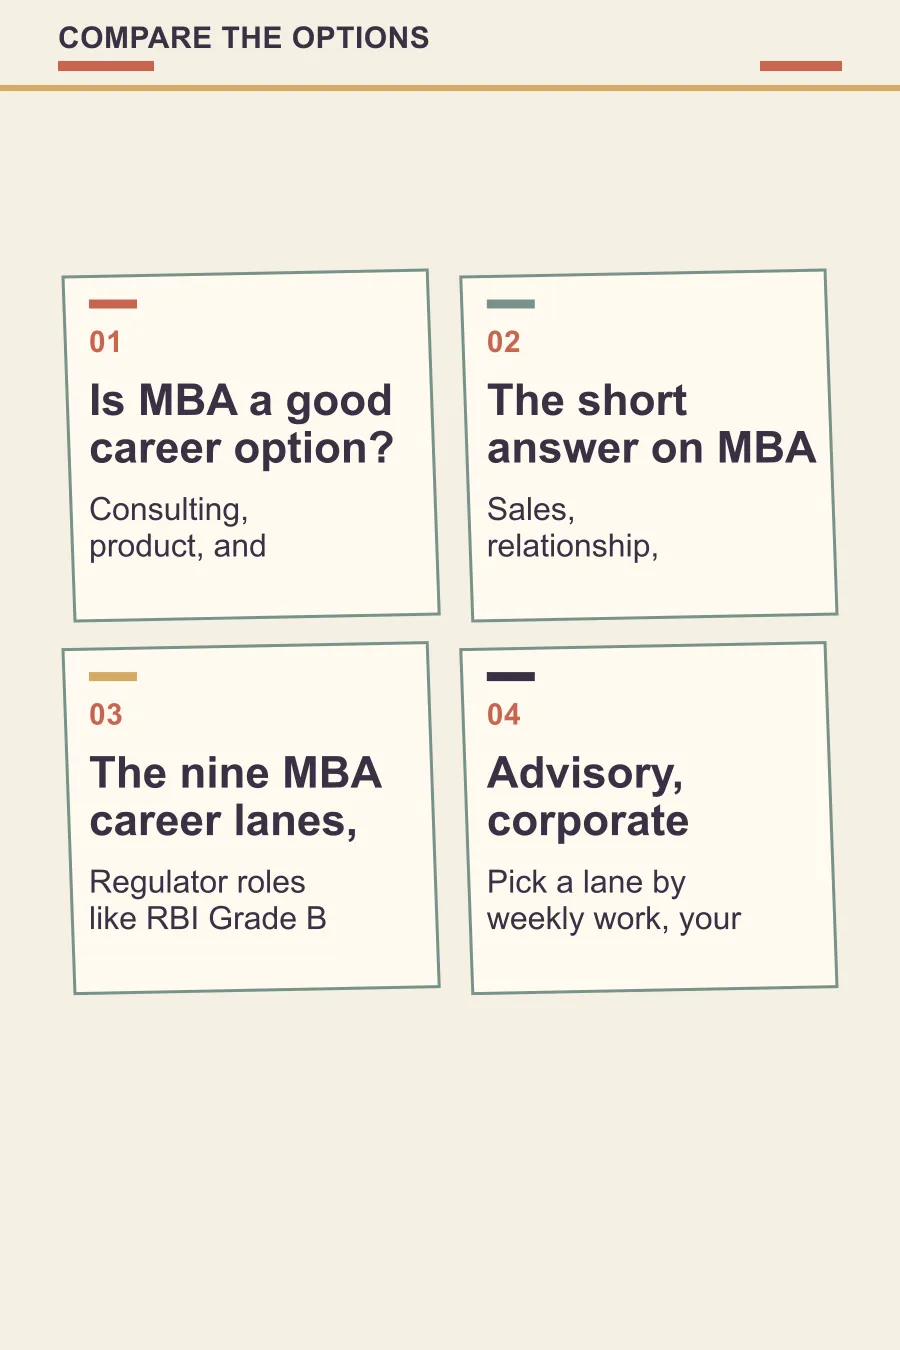 COMPARE THE OPTIONS
01
Is MBA a good
career option?
Consulting,
product, and
02
The short
answer on MBA
Sales,
relationship,
03
The nine MBA
career lanes,
Regulator roles
like RBI Grade B
04
Advisory,
corporate
Pick a lane by
weekly work, your